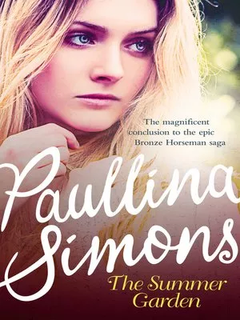 The magnificent
conclusion to the epic
Bronze Horseman saga
Paullina
Simons
The Summer
Garden